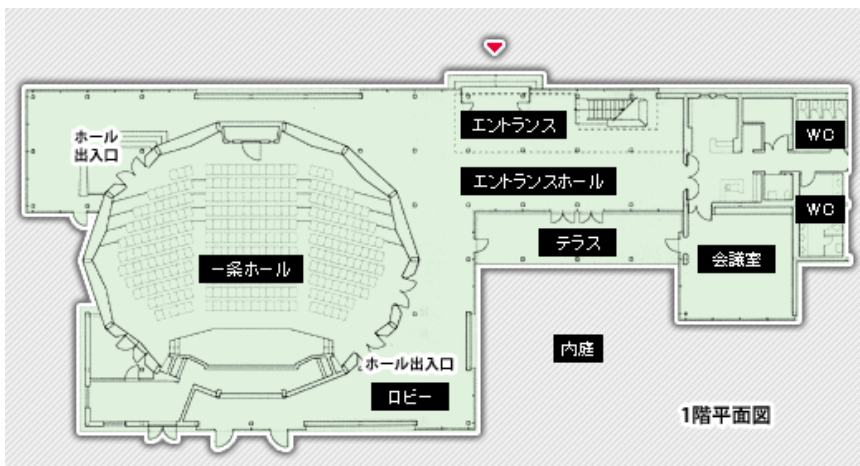 エントランス
ホール
出入口
WC
エントランスホール
WC
テラス
会議室
一条ホール
内庭
ホール出入口
ロビー
1階平面図